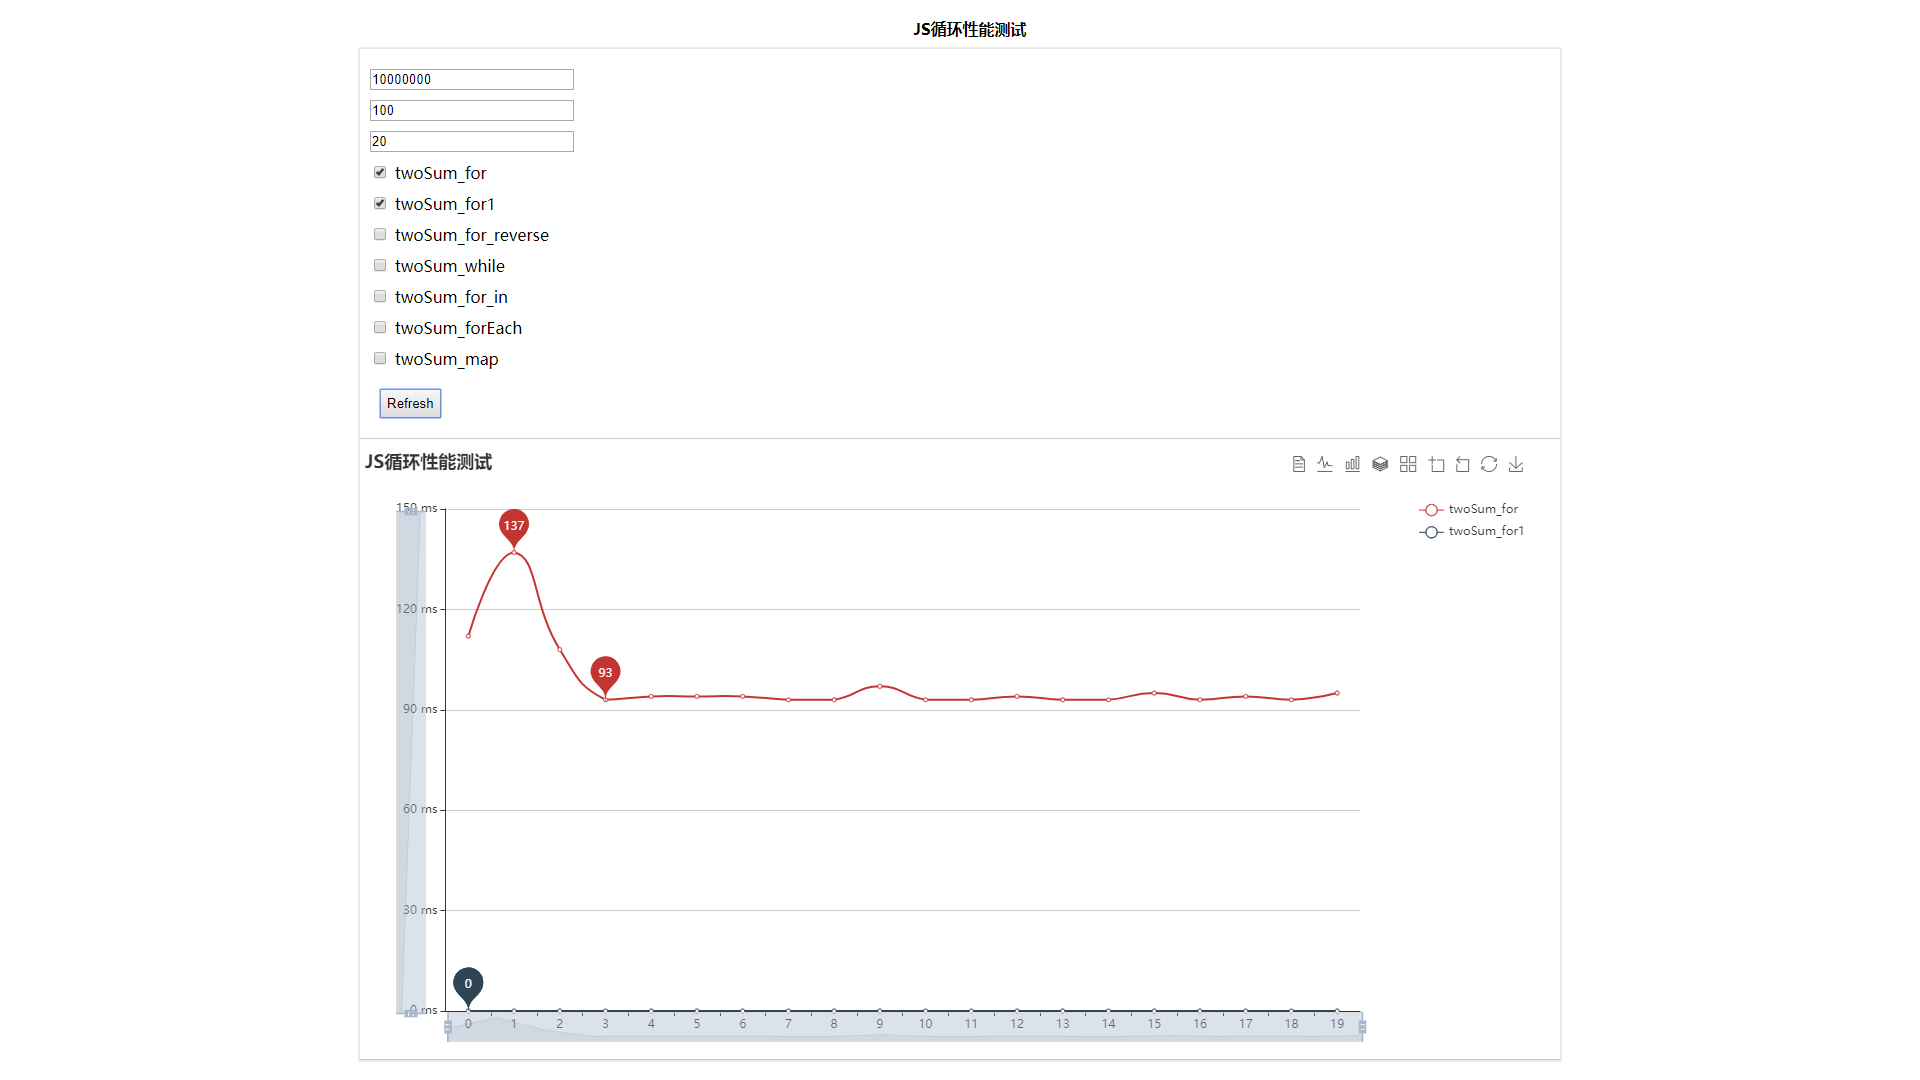 JS循环性能测试
10000000
100
20
twoSum_for
twoSum_for1
twoSum_for_reverse
twoSum_while
twoSum_for_in
twoSum_forEach
twoSum_map
Refresh
JS循环性能测试
twoSum_for
twoSum_for1
150 ms
137
120 ms
93
90 ms
60 ms
30 ms
0
0 ms
0 1 2 3 4 5 6 7 8 9 10 11 12 13 14 15 16 17 18 19